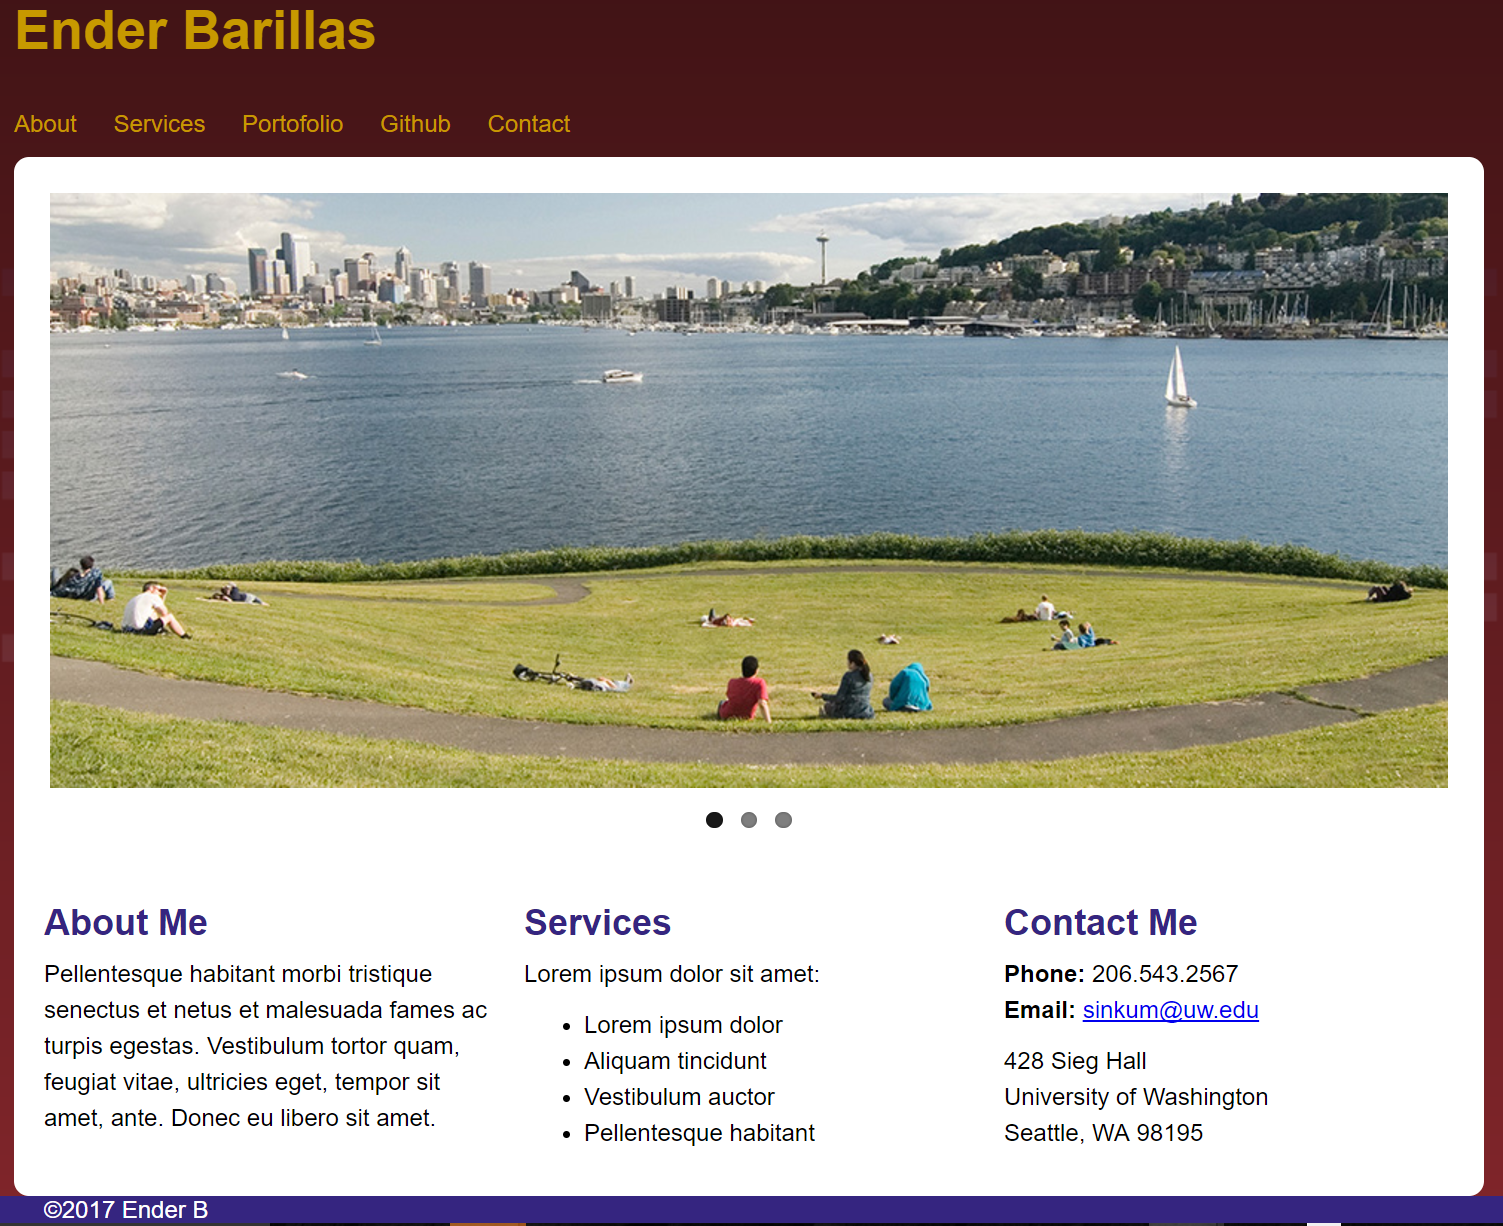 Ender Barillas
About Services Portofolio Github Contact
About Me
Pellentesque habitant morbi tristique
senectus et netus et malesuada fames ac
turpis egestas. Vestibulum tortor quam,
feugiat vitae, ultricies eget, tempor sit
amet, ante. Donec eu libero sit amet.
Services
Lorem ipsum dolor sit amet:
• Lorem ipsum dolor
• Aliquam tincidunt
• Vestibulum auctor
• Pellentesque habitant
Contact Me
Phone: 206.543.2567
Email: sinkum@uw.edu
428 Sieg Hall
University of Washington
Seattle, WA 98195
©2017 Ender B